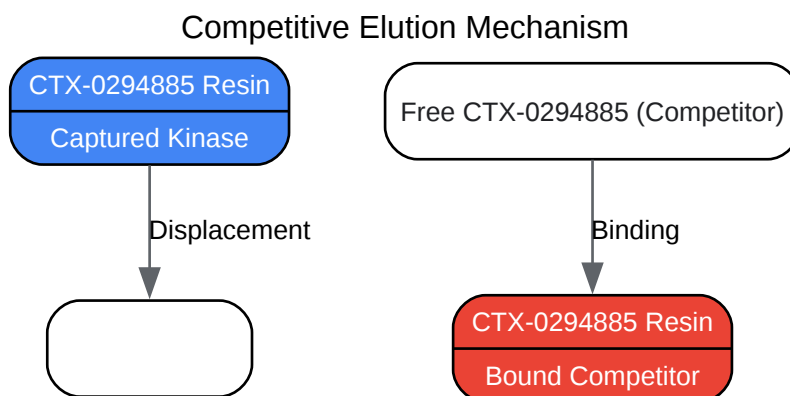 Competitive Elution Mechanism
CTX-0294885 Resin
Captured Kinase
Free CTX-0294885 (Competitor)
Displacement
Binding
CTX-0294885 Resin
Bound Competitor